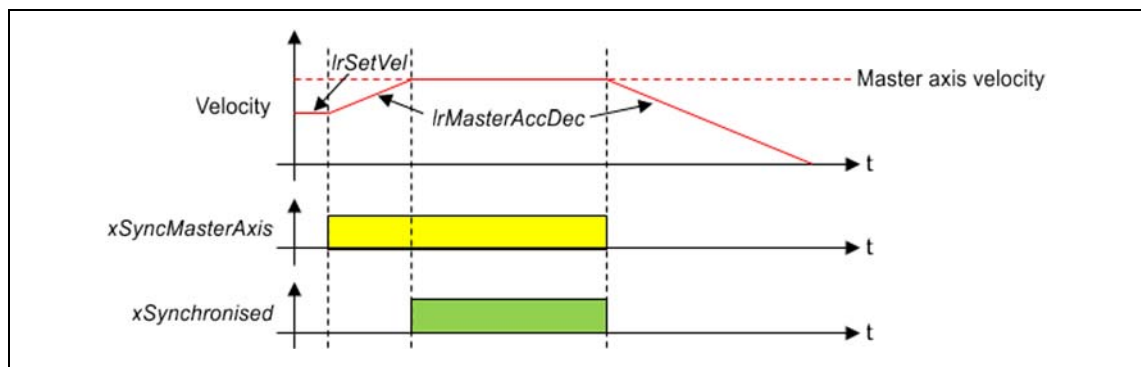 lrSetVel
Master axis velocity
Velocity
lrMasterAccDec
t
xSyncMasterAxis
t
xSynchronised
t